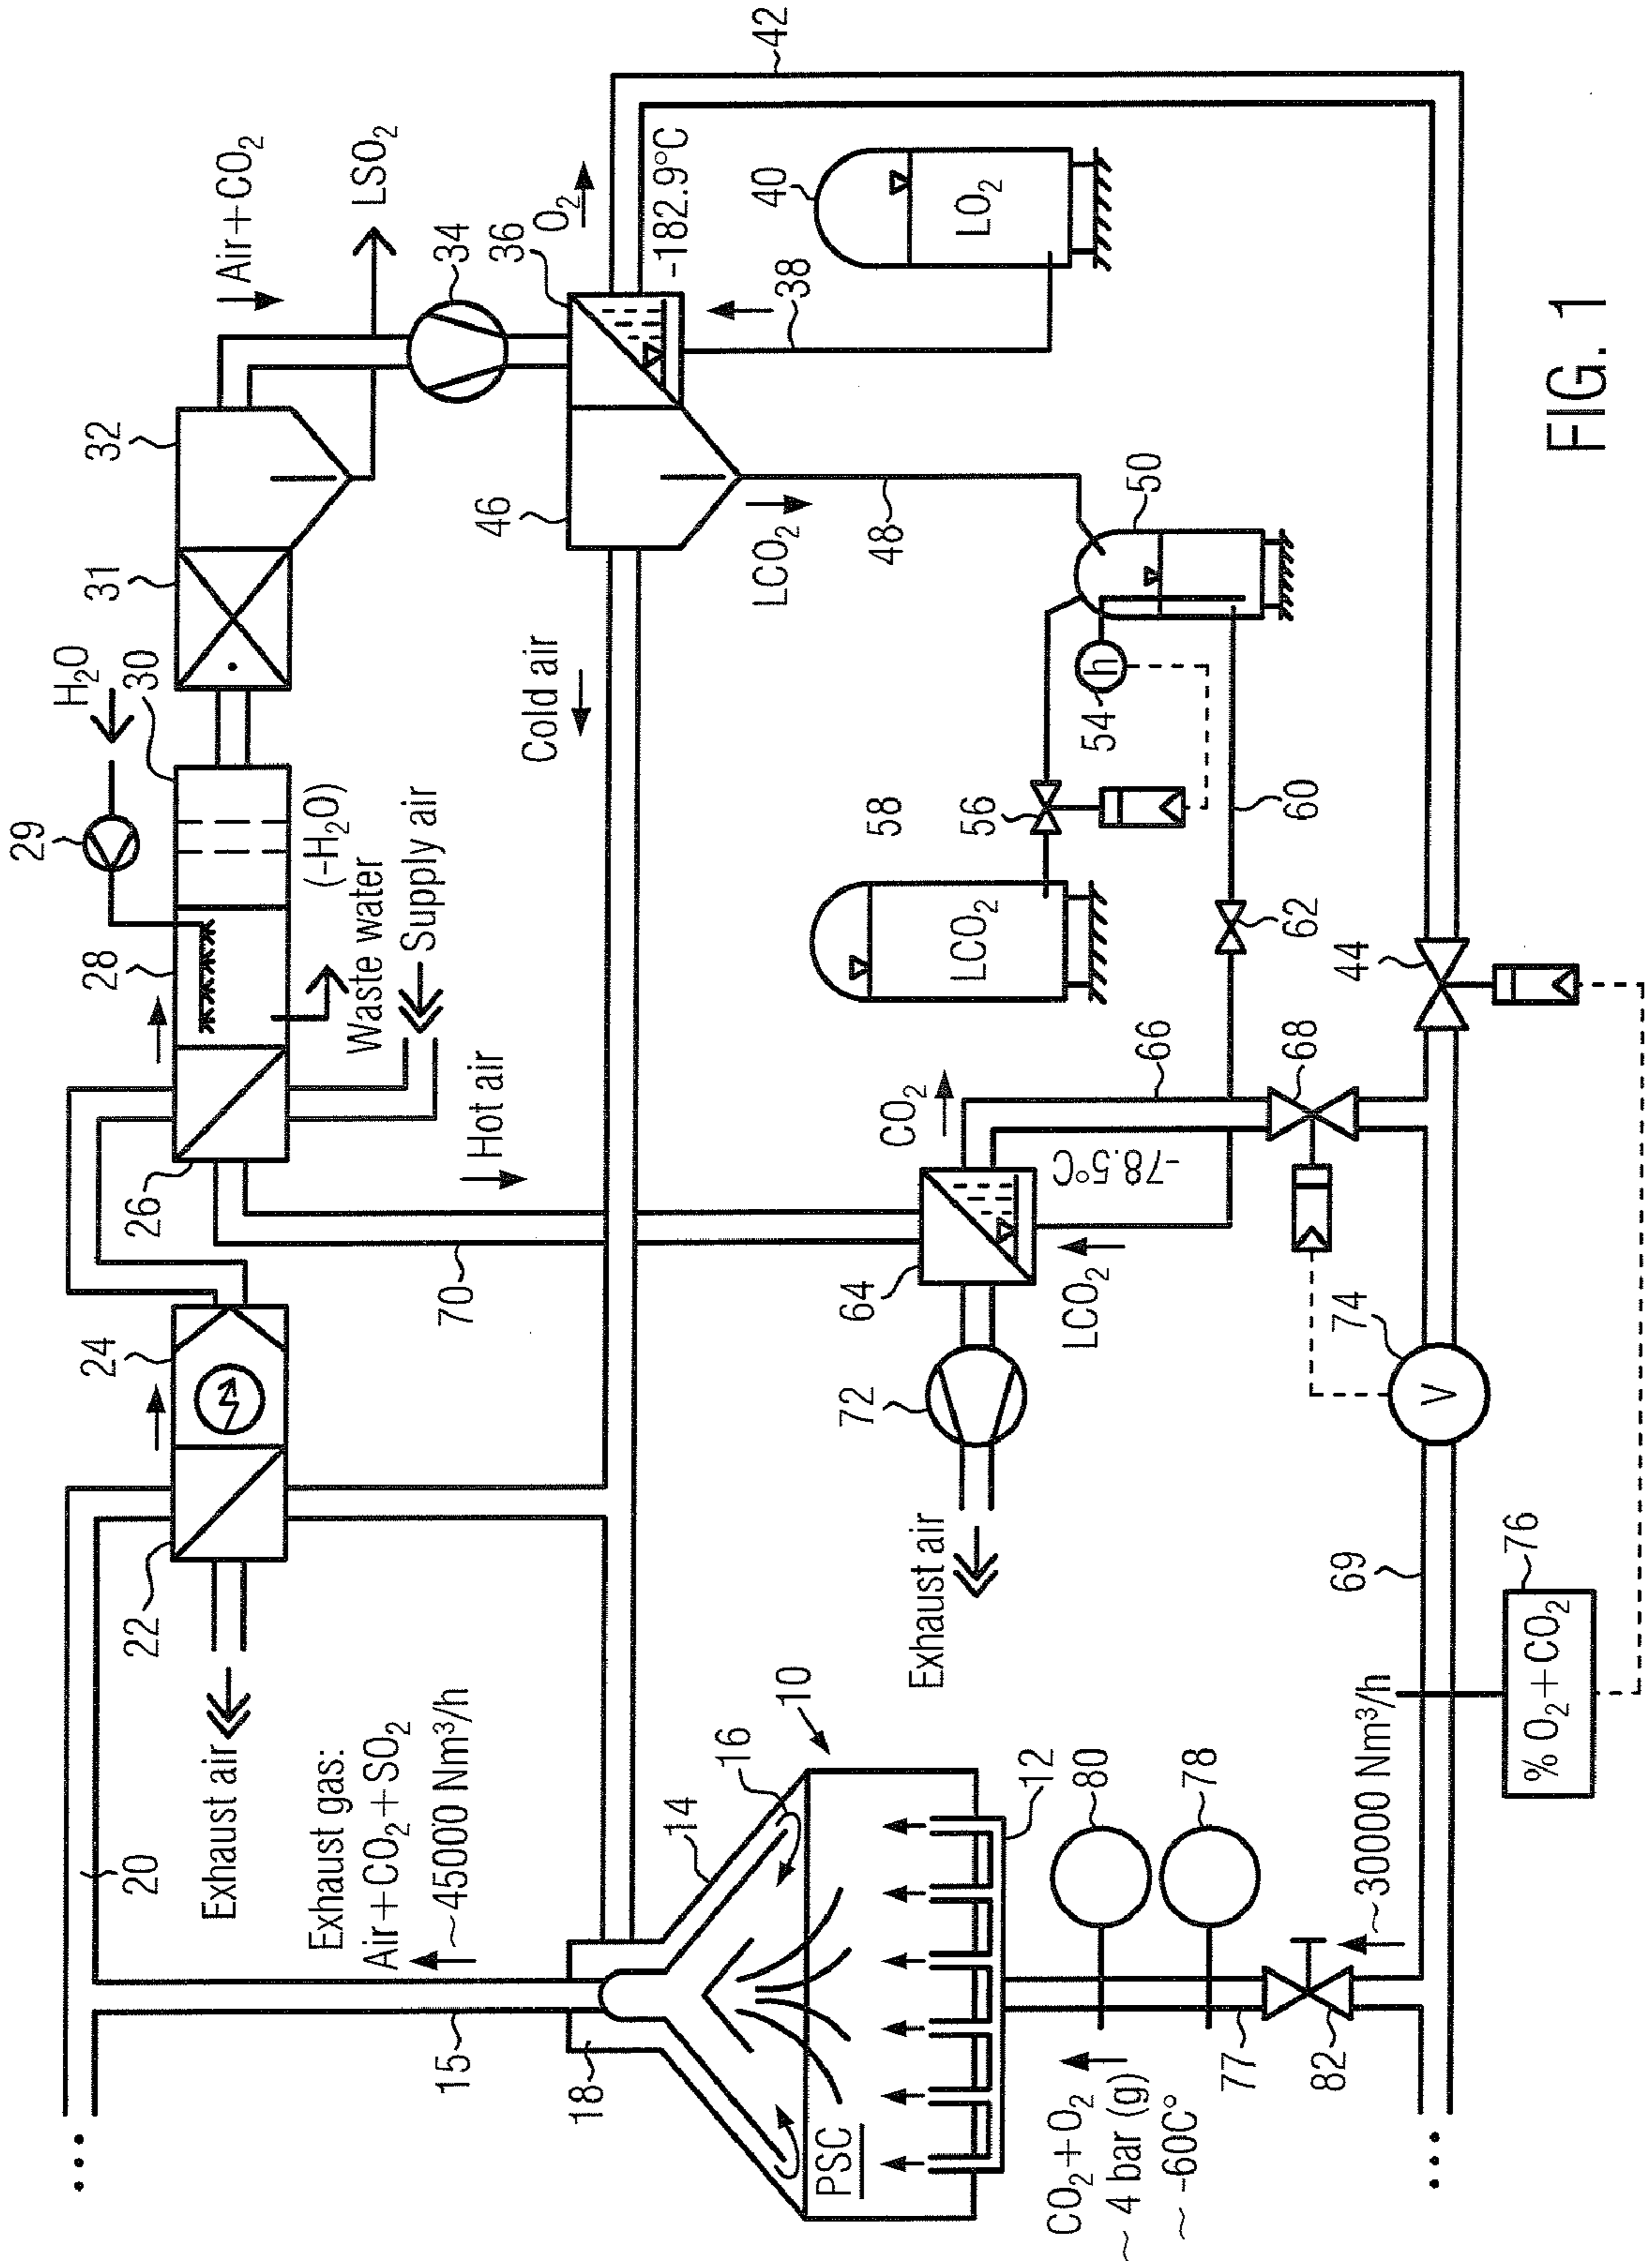 ...
20
22
24
26
28
29
H₂O
30
31
32
Air+CO₂
LSO₂
Exhaust air
Exhaust gas:
Air+CO₂+SO₂
~45000 Nm³/h
(-H₂O)
Waste water
Supply air
Hot air
70
15
18
14
16
10
PSC
12
34
36
O₂
-182.9°C
42
Cold air
46
LCO₂
48
38
40
LO₂
50
54
56
58
LCO₂
60
62
Exhaust air
72
64
LCO₂
CO₂
-78.5°C
66
68
44
74
V
h
69
76
% O₂+CO₂
80
78
77
82
CO₂+O₂
~ 4 bar (g)
~ -60C°
~30000 Nm³/h
...
FIG. 1